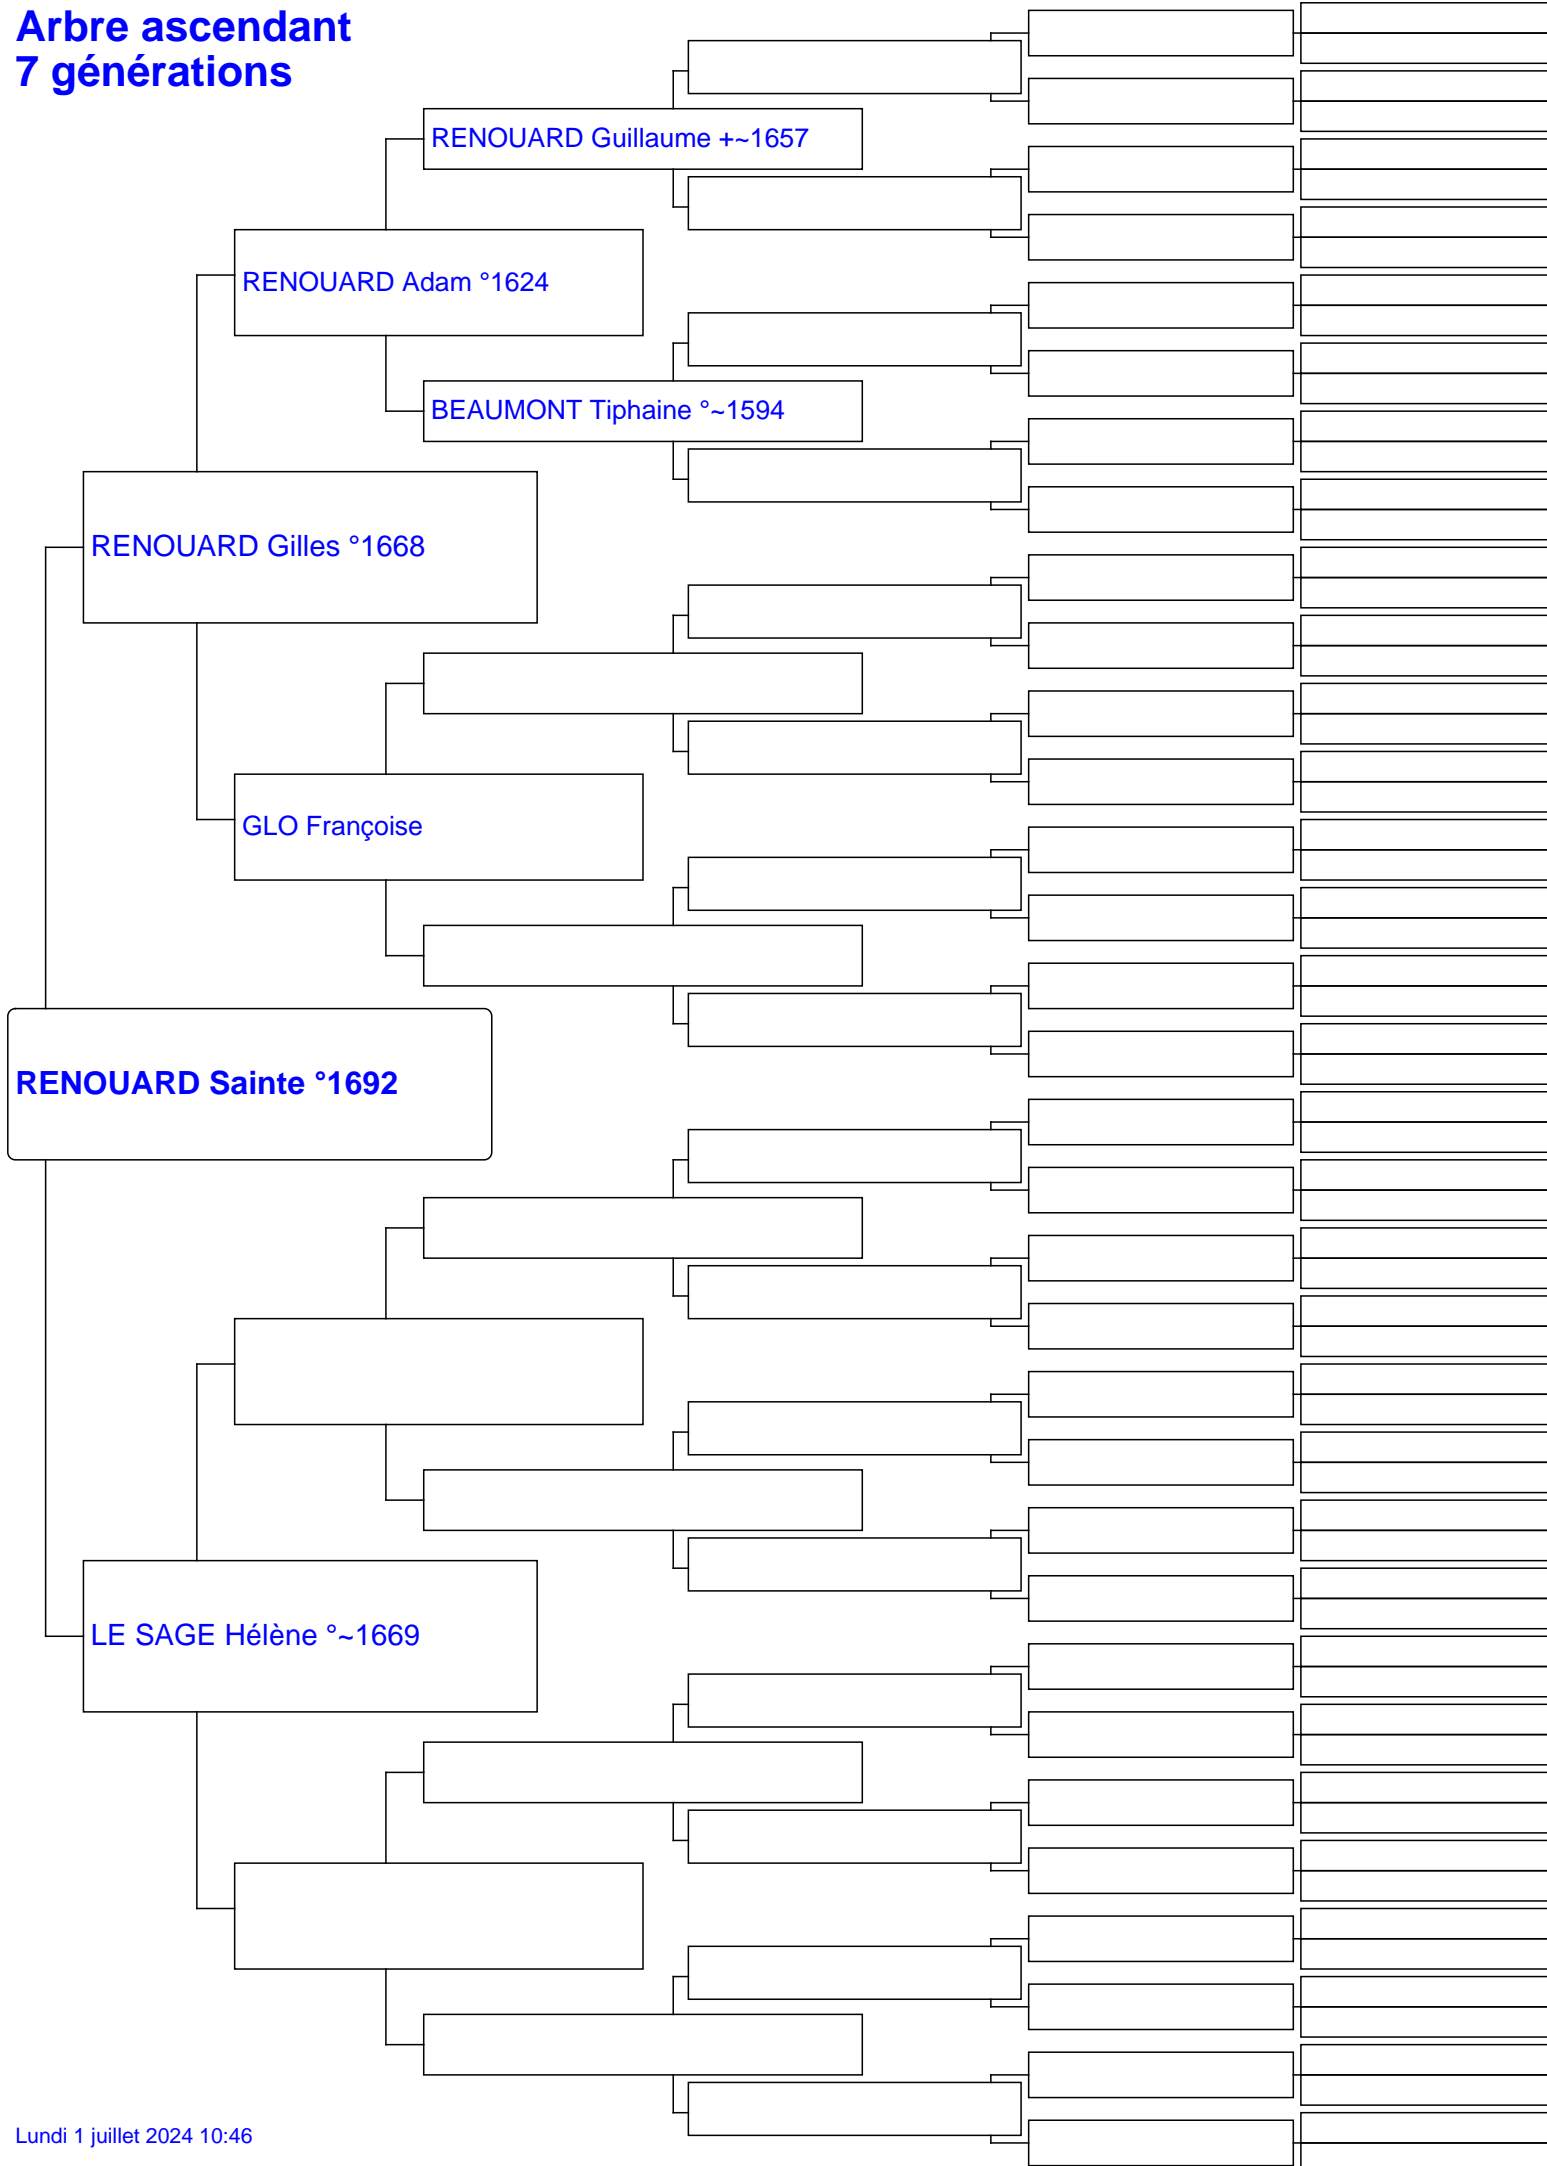 Arbre ascendant
7 générations
RENOUARD Guillaume +~1657
RENOUARD Adam °1624
BEAUMONT Tiphaine °~1594
RENOUARD Gilles °1668
GLO Françoise
RENOUARD Sainte °1692
LE SAGE Hélène °~1669
Lundi 1 juillet 2024 10:46